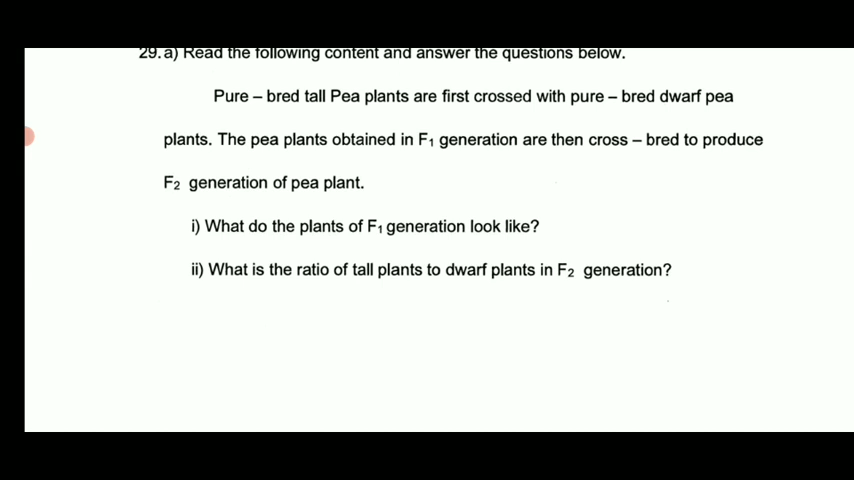 29. a) Read the following content and answer the questions below.
Pure – bred tall Pea plants are first crossed with pure – bred dwarf pea
plants. The pea plants obtained in F₁ generation are then cross – bred to produce
F₂ generation of pea plant.
i) What do the plants of F₁ generation look like?
ii) What is the ratio of tall plants to dwarf plants in F₂ generation?